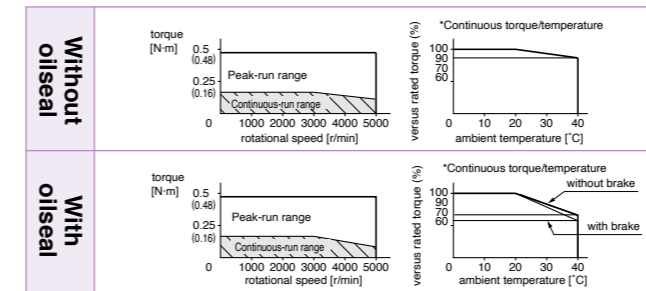 Without
oilseal
torque
[N·m]
0.5
(0.48)
0.25
(0.16)
Peak-run range
Continuous-run range
0 1000 2000 3000 4000 5000
rotational speed [r/min]
*Continuous torque/temperature
versus rated torque (%)
100
90
70
60
0 10 20 30 40
ambient temperature [˚C]
With
oilseal
torque
[N·m]
0.5
(0.48)
0.25
(0.16)
Peak-run range
Continuous-run range
0 1000 2000 3000 4000 5000
rotational speed [r/min]
*Continuous torque/temperature
versus rated torque (%)
without brake
100
90
70
60
with brake
0 10 20 30 40
ambient temperature [˚C]